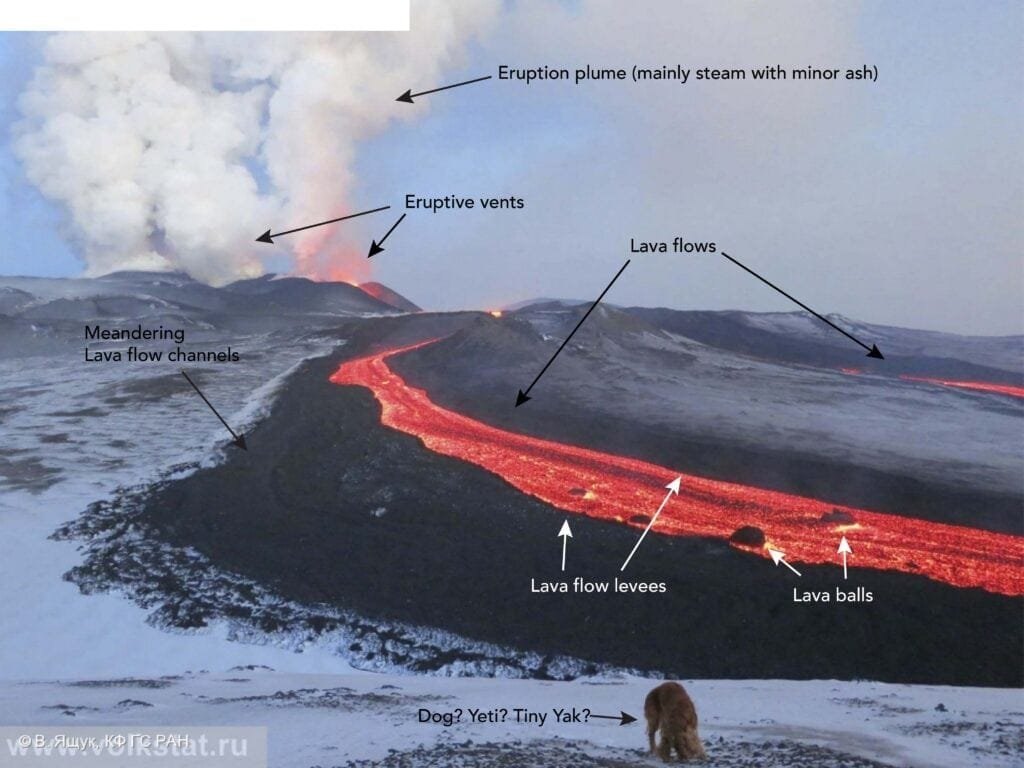 Eruption plume (mainly steam with minor ash)
Eruptive vents
Lava flows
Meandering
Lava flow channels
Lava flow levees
Lava balls
Dog? Yeti? Tiny Yak?
© В. Ящук, КФ ГС РАН
www.volkstat.ru